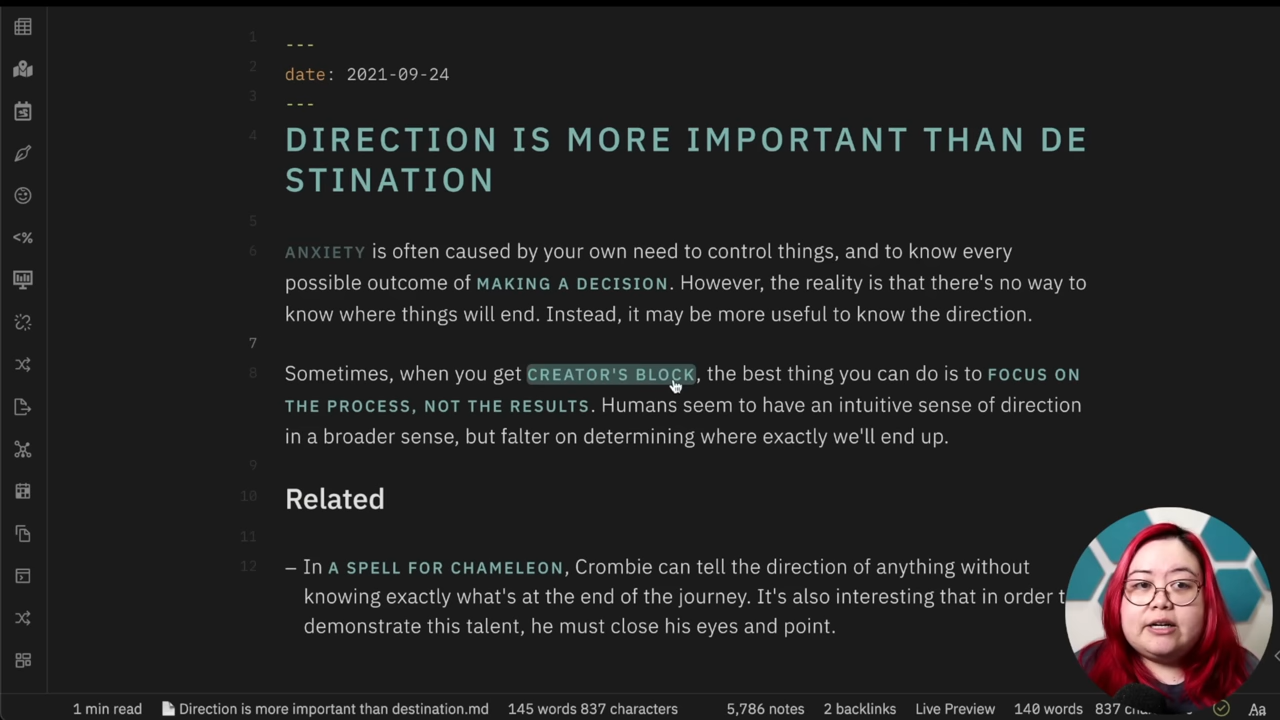 1
---
2
date: 2021-09-24
3
---
4
DIRECTION IS MORE IMPORTANT THAN DE
STINATION
5
6
ANXIETY is often caused by your own need to control things, and to know every
possible outcome of MAKING A DECISION. However, the reality is that there's no way to
know where things will end. Instead, it may be more useful to know the direction.
7
8
Sometimes, when you get CREATOR'S BLOCK, the best thing you can do is to FOCUS ON
THE PROCESS, NOT THE RESULTS. Humans seem to have an intuitive sense of direction
in a broader sense, but falter on determining where exactly we'll end up.
9
10
Related
11
12
– In A SPELL FOR CHAMELEON, Crombie can tell the direction of anything without
knowing exactly what's at the end of the journey. It's also interesting that in order
demonstrate this talent, he must close his eyes and point.
<%
1 min read Direction is more important than destination.md 145 words 837 characters 5,786 notes 2 backlinks Live Preview 140 words 837 Aa